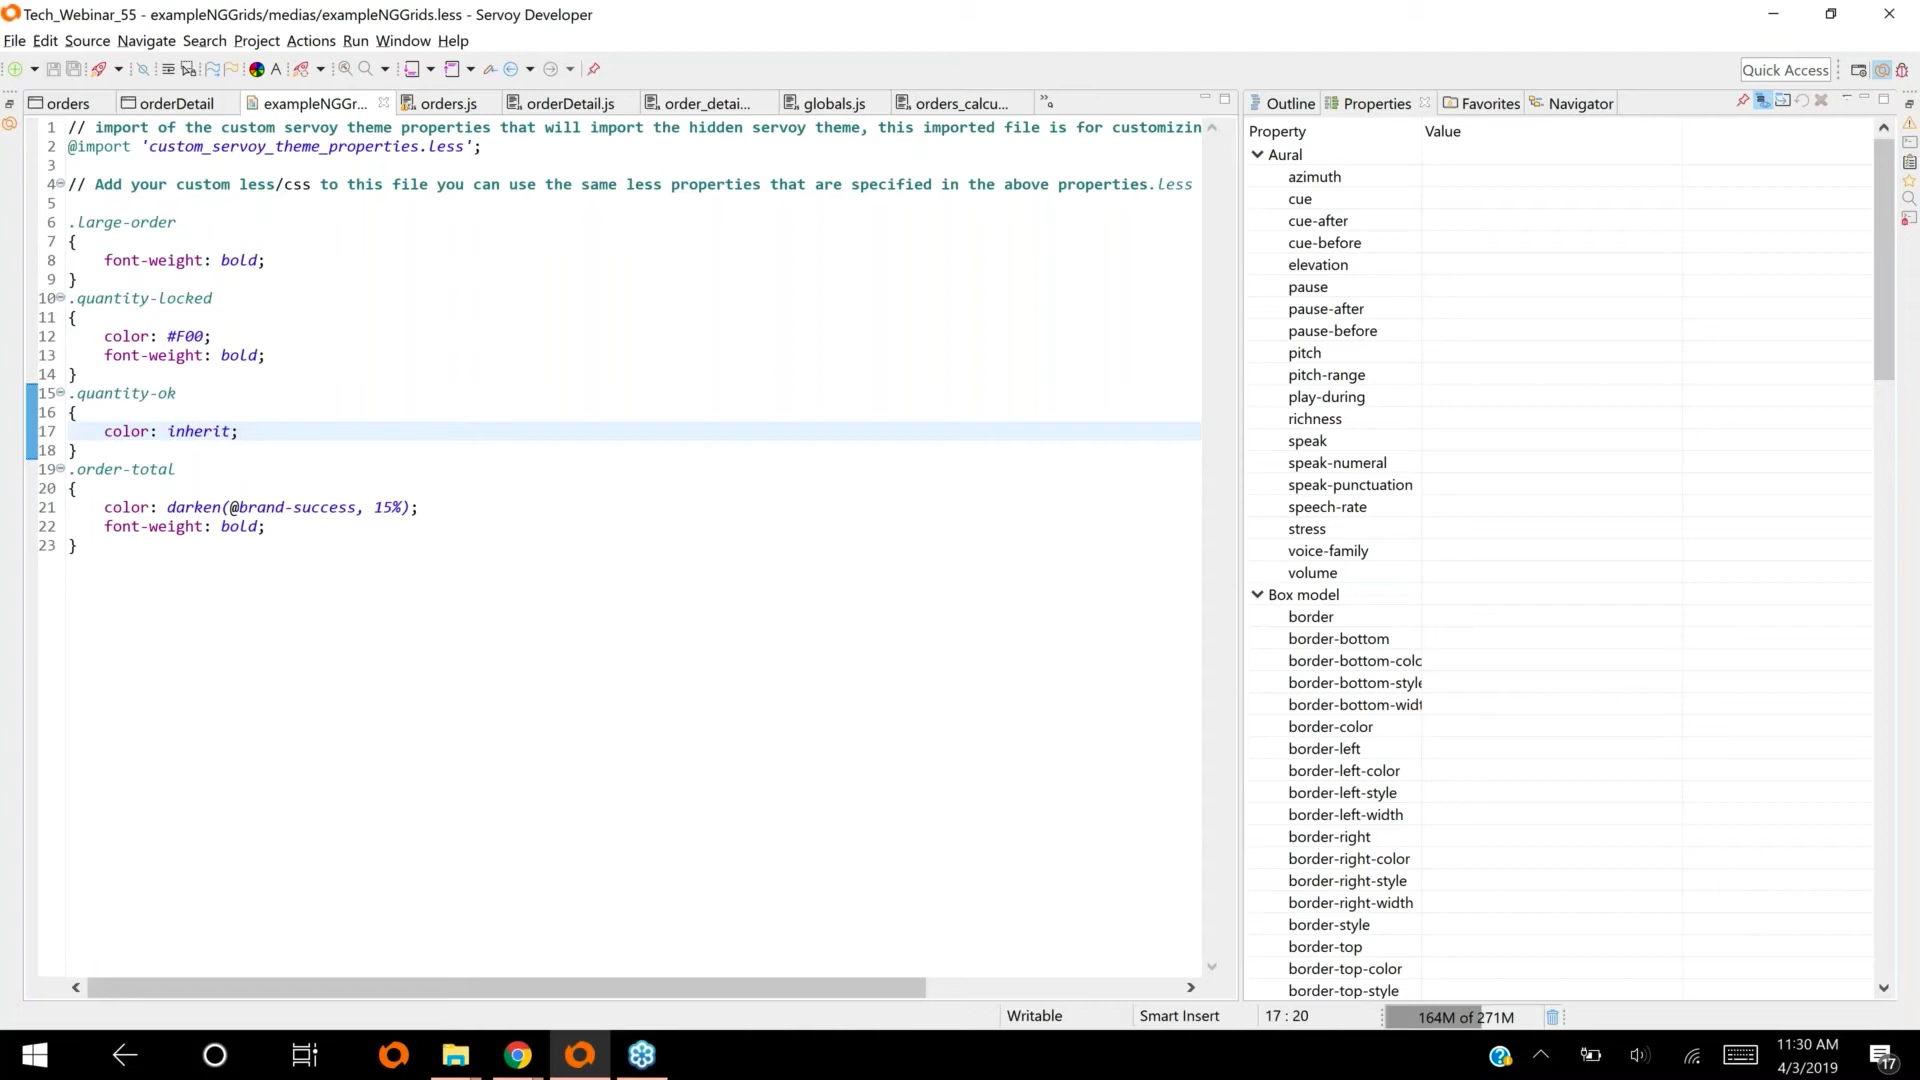 Tech_Webinar_55 - exampleNGGrids/medias/exampleNGGrids.less - Servoy Developer
File Edit Source Navigate Search Project Actions Run Window Help
Quick Access
orders orderDetail exampleNGGr... orders.js orderDetail.js order_detai... globals.js orders_calcu...
Outline Properties Favorites Navigator
1 // import of the custom servoy theme properties that will import the hidden servoy theme, this imported file is for customizin
2 @import 'custom_servoy_theme_properties.less';
3
4 // Add your custom less/css to this file you can use the same less properties that are specified in the above properties.less
5
6 .large-order
7 {
8 font-weight: bold;
9 }
10 .quantity-locked
11 {
12 color: #F00;
13 font-weight: bold;
14 }
15 .quantity-ok
16 {
17 color: inherit;
18 }
19 .order-total
20 {
21 color: darken(@brand-success, 15%);
22 font-weight: bold;
23 }
Property Value
Aural
azimuth
cue
cue-after
cue-before
elevation
pause
pause-after
pause-before
pitch
pitch-range
play-during
richness
speak
speak-numeral
speak-punctuation
speech-rate
stress
voice-family
volume
Box model
border
border-bottom
border-bottom-colo
border-bottom-style
border-bottom-widt
border-color
border-left
border-left-color
border-left-style
border-left-width
border-right
border-right-color
border-right-style
border-right-width
border-style
border-top
border-top-color
border-top-style
Writable Smart Insert 17 : 20 164M of 271M
11:30 AM
4/3/2019
17